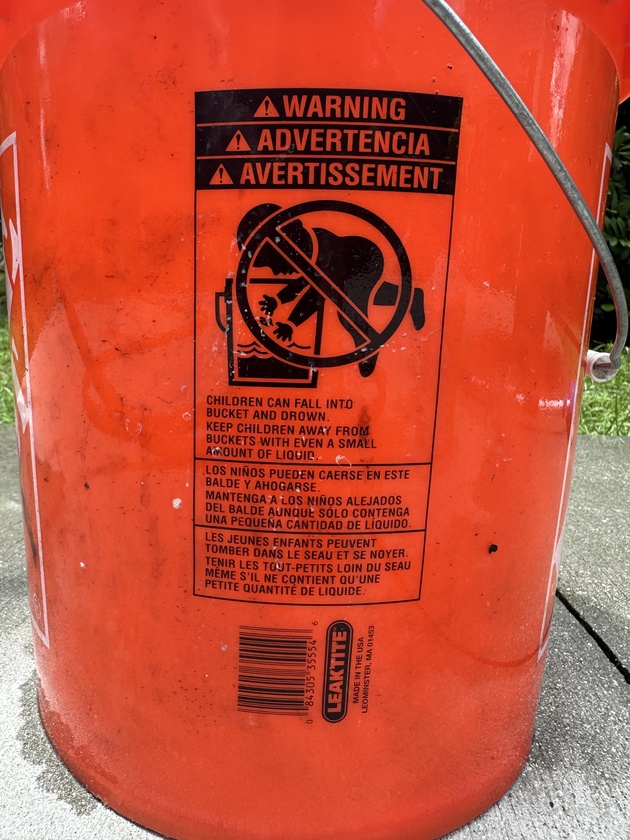 WARNING
ADVERTENCIA
AVERTISSEMENT
CHILDREN CAN FALL INTO
BUCKET AND DROWN.
KEEP CHILDREN AWAY FROM
BUCKETS WITH EVEN A SMALL
AMOUNT OF LIQUID.
LOS NIÑOS PUEDEN CAERSE EN ESTE
BALDE Y AHOGARSE.
MANTENGA A LOS NIÑOS ALEJADOS
DEL BALDE AUNQUE SÓLO CONTENGA
UNA PEQUEÑA CANTIDAD DE LÍQUIDO.
LES JEUNES ENFANTS PEUVENT
TOMBER DANS LE SEAU ET SE NOYER.
TENIR LES TOUT-PETITS LOIN DU SEAU
MÊME S'IL NE CONTIENT QU'UNE
PETITE QUANTITÉ DE LIQUIDE.
0 84305 35554 6
LEAKTITE
MADE IN THE USA
LEOMINSTER, MA 01453